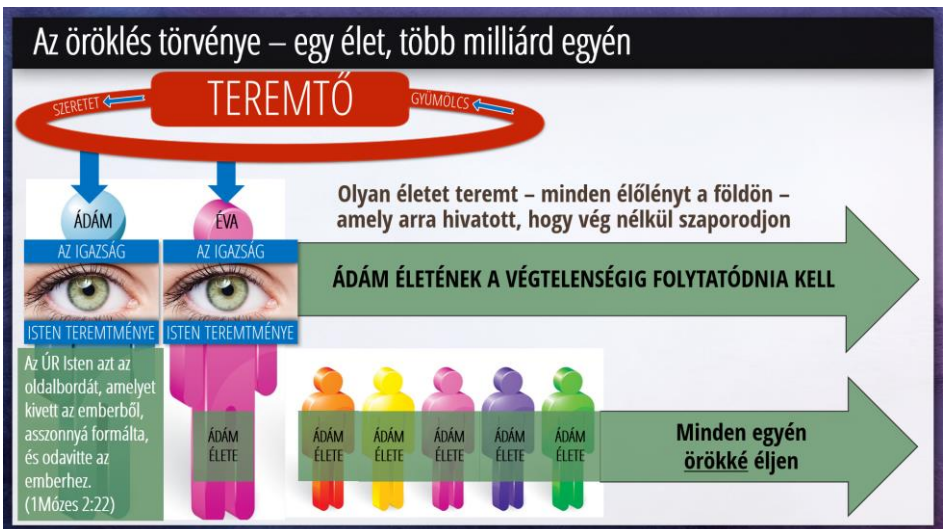 Az öröklés törvénye – egy élet, több milliárd egyén
TEREMTŐ
SZERETET
GYÜMÖLCS
ÁDÁM
ÉVA
AZ IGAZSÁG
AZ IGAZSÁG
ISTEN TEREMTMÉNYE
ISTEN TEREMTMÉNYE
Olyan életet teremt – minden élőlényt a földön –
amely arra hivatott, hogy vég nélkül szaporodjon
ÁDÁM ÉLETÉNEK A VÉGTELENSÉGIG FOLYTATÓDNIA KELL
Az ÚR Isten azt az
oldalbordát, amelyet
kivett az emberből,
asszonnyá formálta,
és odavitte az
emberhez.
(1Mózes 2:22)
ÁDÁM
ÉLETE
ÁDÁM
ÉLETE
ÁDÁM
ÉLETE
ÁDÁM
ÉLETE
ÁDÁM
ÉLETE
ÁDÁM
ÉLETE
Minden egyén
örökké éljen